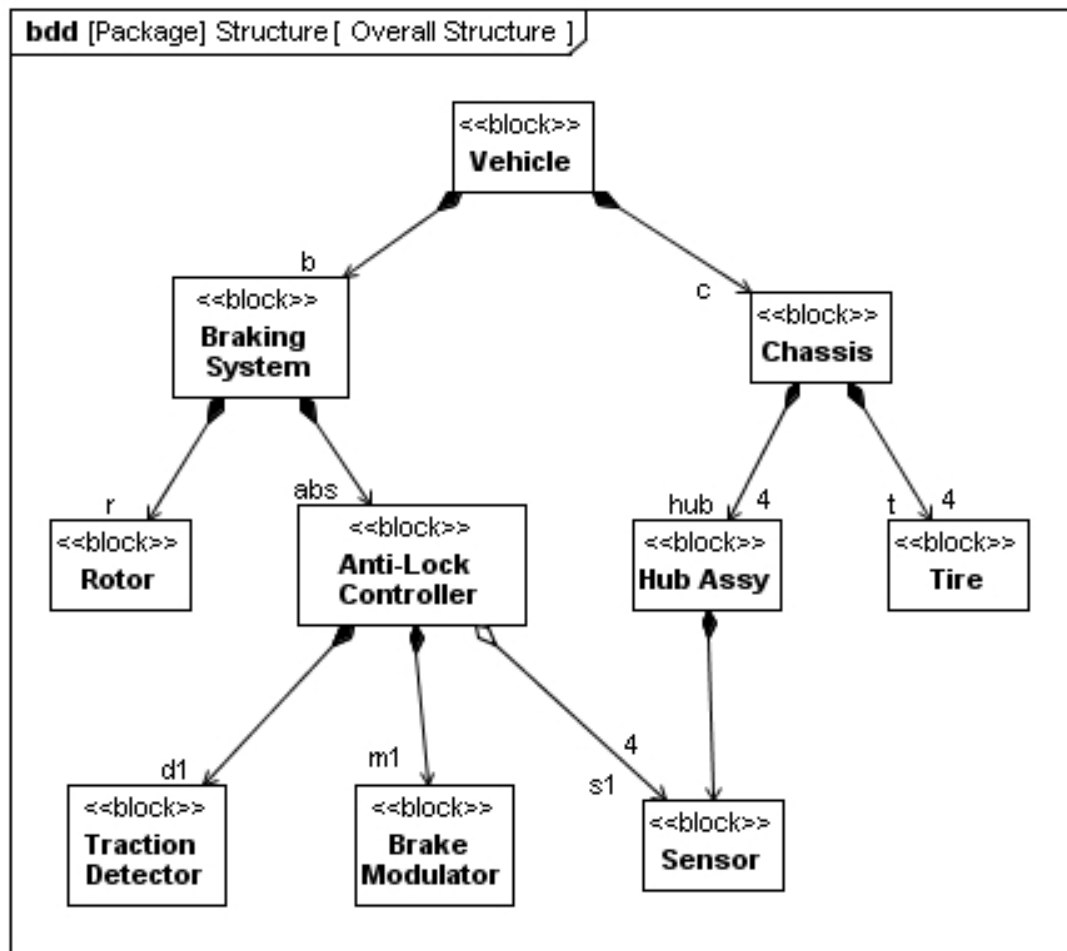 bdd [Package] Structure [ Overall Structure ]
<<block>>
Vehicle
b
c
<<block>>
Braking
System
<<block>>
Chassis
r
abs
hub
4
t
4
<<block>>
Rotor
<<block>>
Anti-Lock
Controller
<<block>>
Hub Assy
<<block>>
Tire
d1
m1
4
s1
<<block>>
Traction
Detector
<<block>>
Brake
Modulator
<<block>>
Sensor